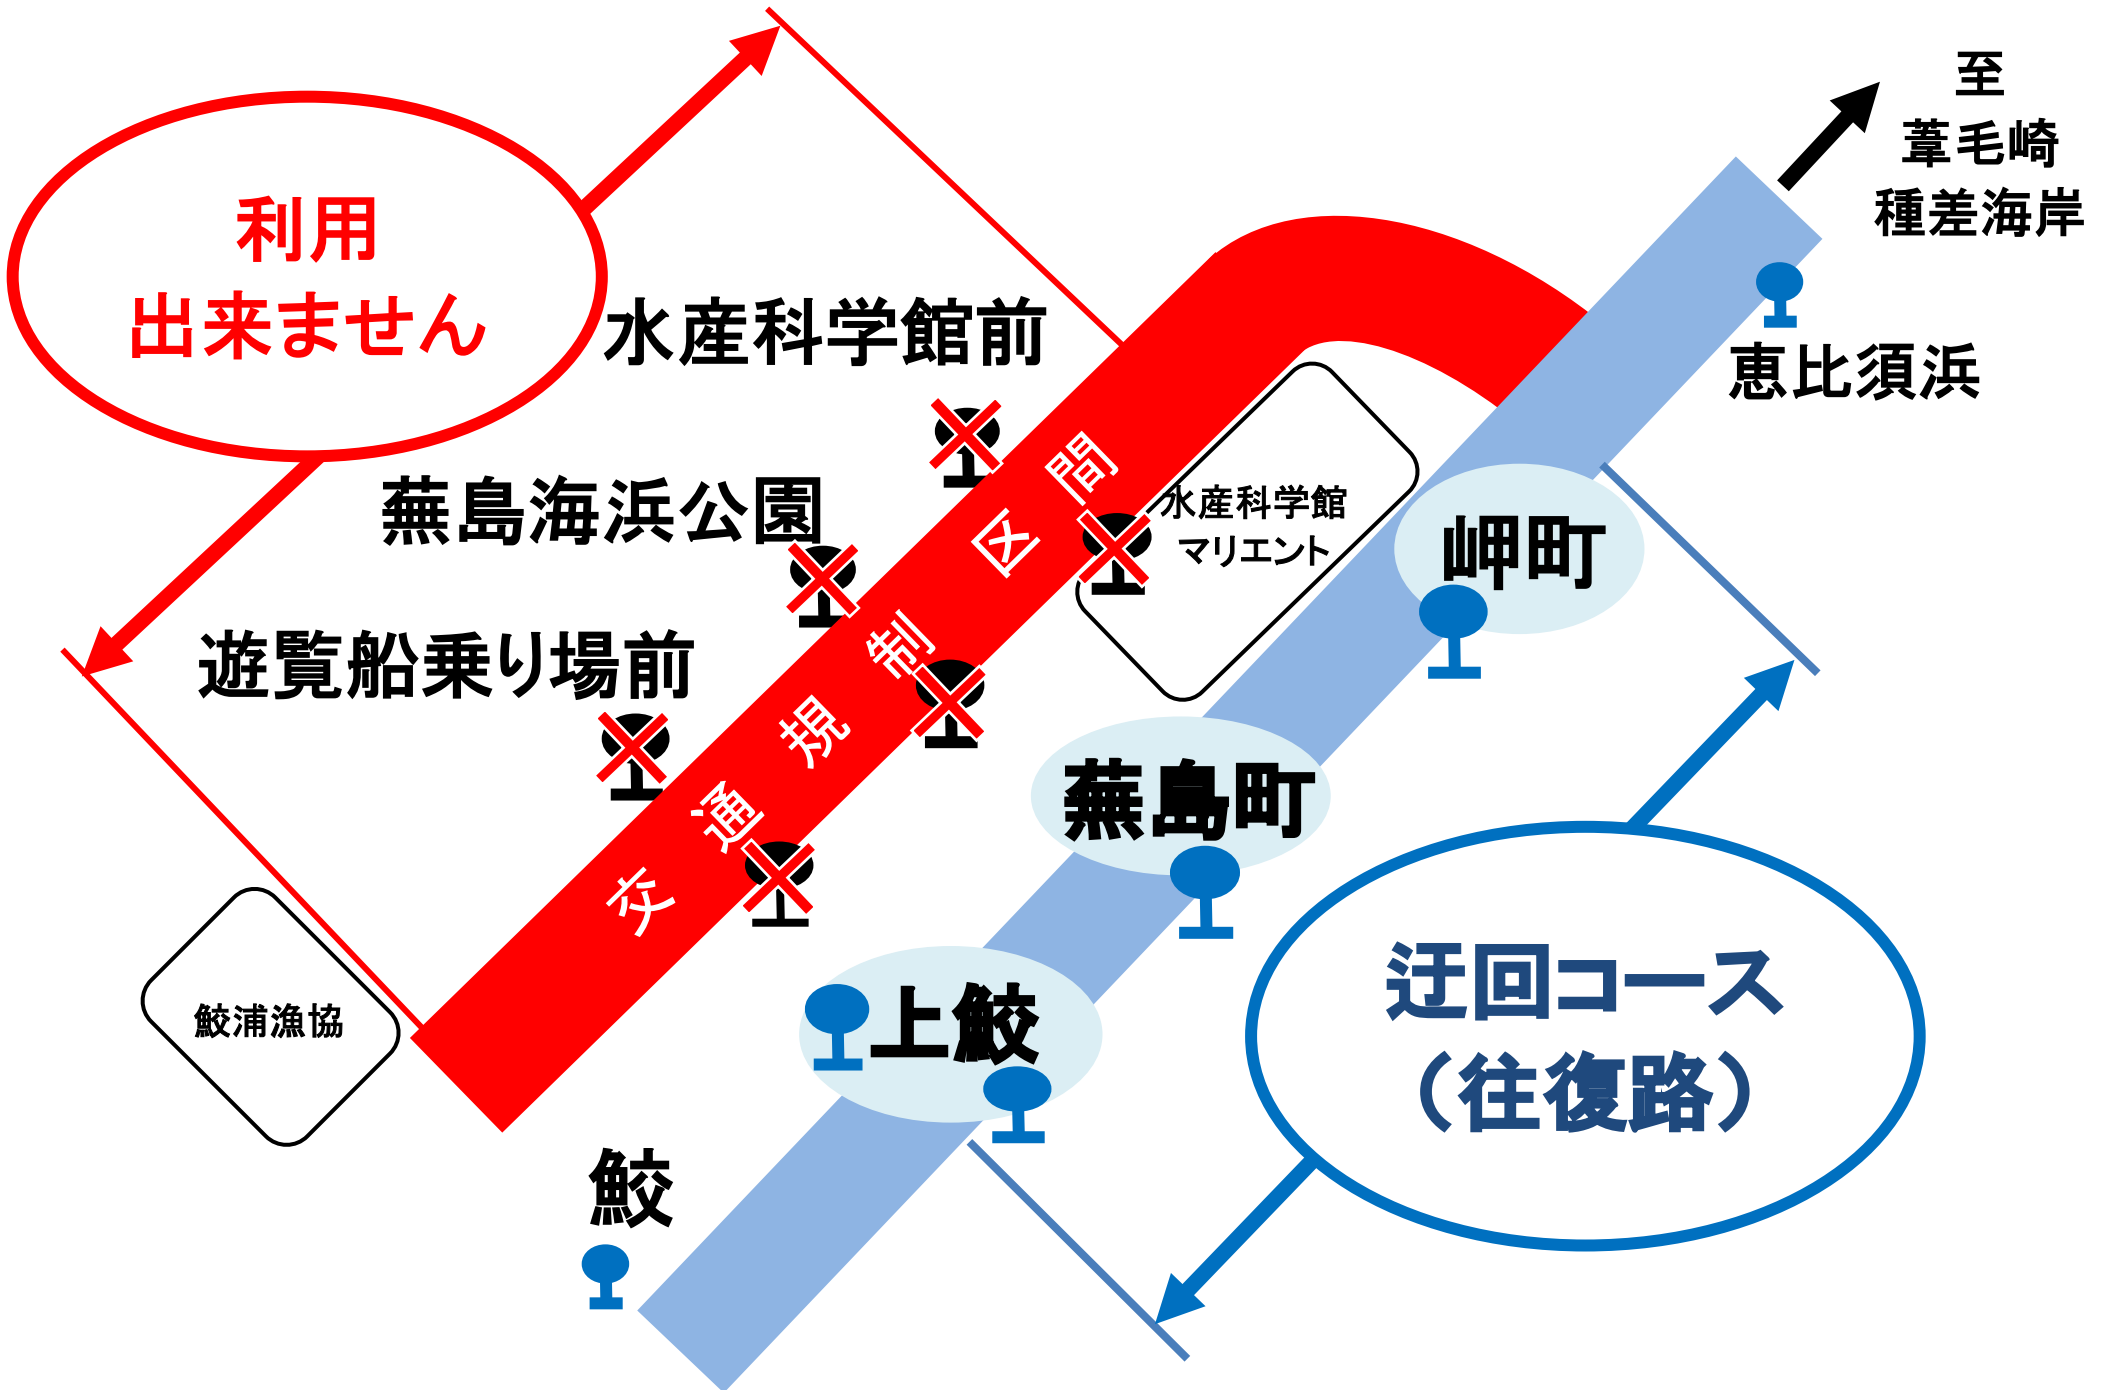 至
葦毛崎
種差海岸
利用
出来ません
水産科学館前
恵比須浜
蕪島海浜公園
水産科学館
マリエント
岬町
遊覧船乗り場前
交通規制区間
蕪島町
上鮫
迂回コース
（往復路）
鮫浦漁協
鮫